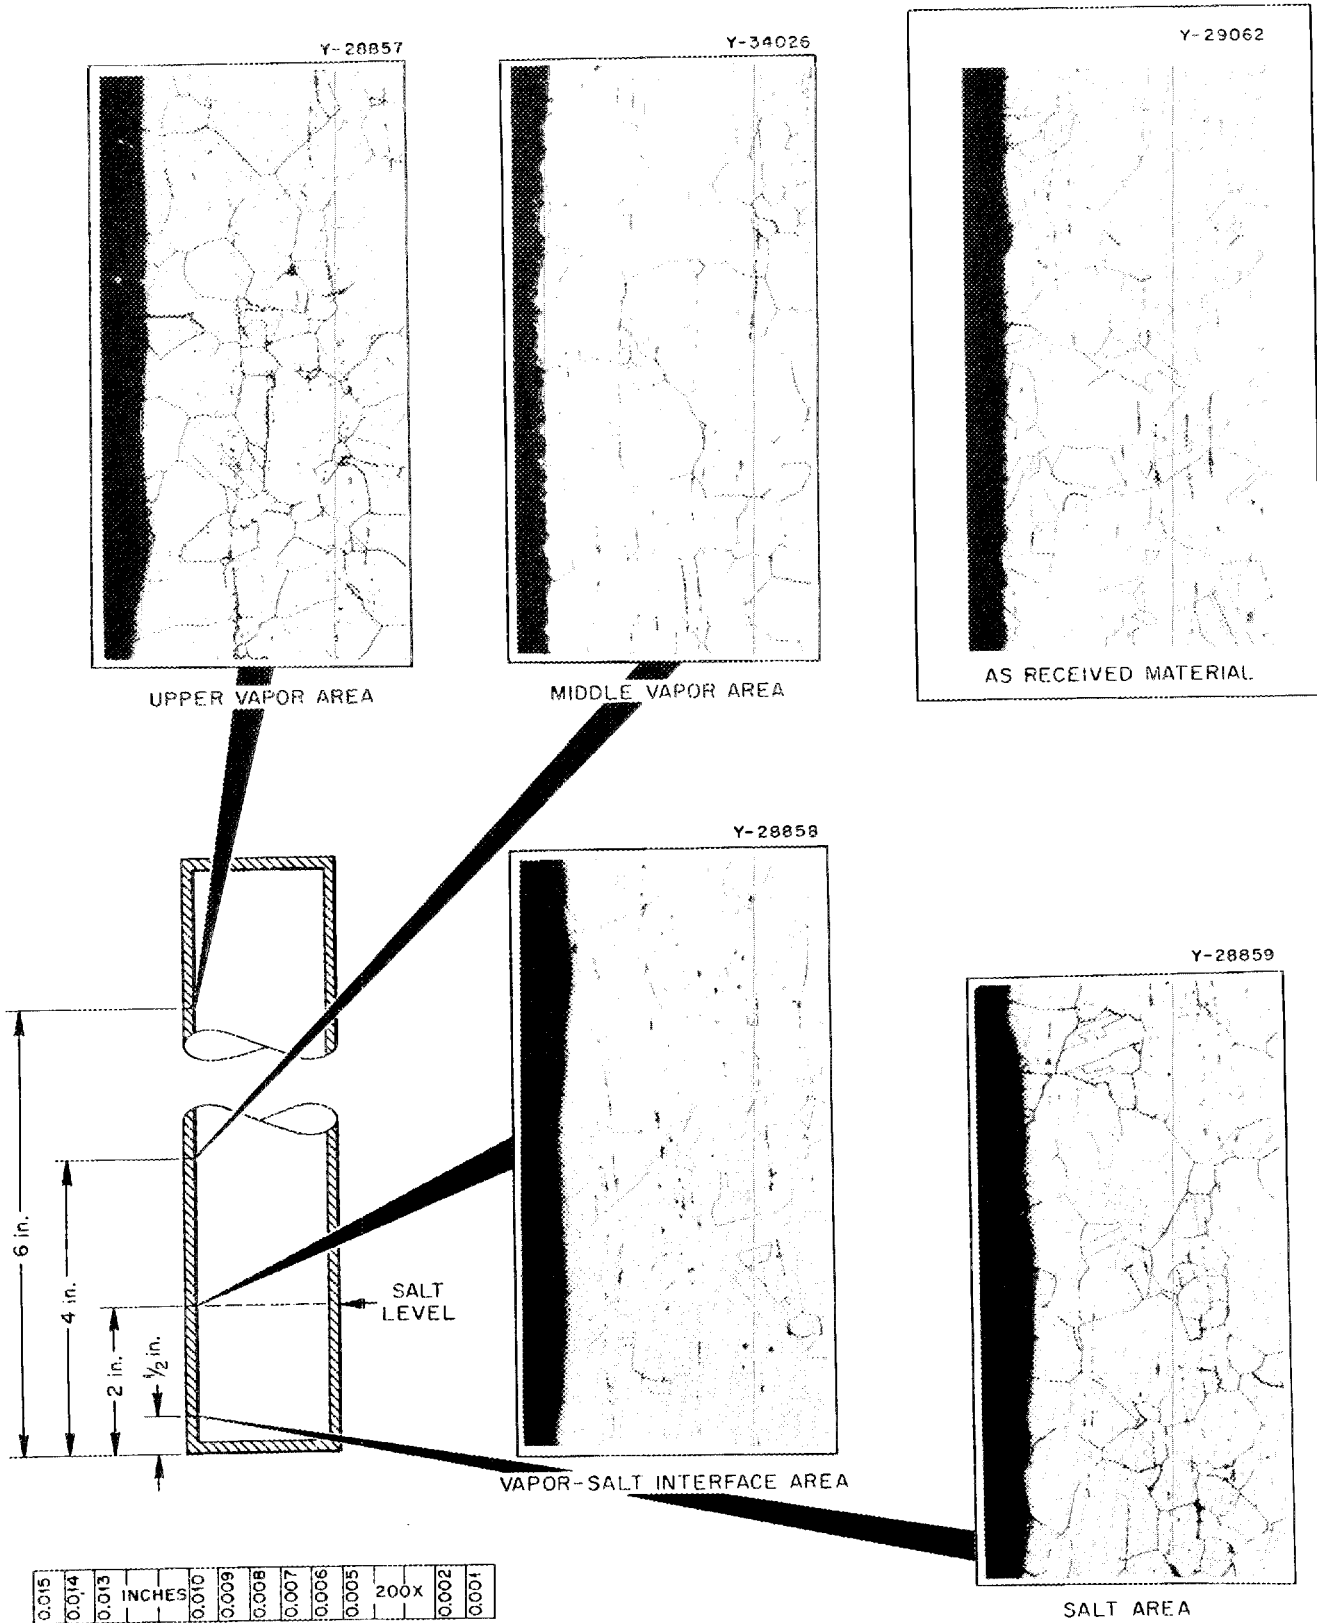 Y-28857
Y-34026
Y-29062
UPPER VAPOR AREA
MIDDLE VAPOR AREA
AS RECEIVED MATERIAL
Y-28858
Y-28859
6 in.
4 in.
2 in.
1/2 in.
SALT
LEVEL
VAPOR-SALT INTERFACE AREA
SALT AREA
0.015 0.014 0.013 INCHES 0.010 0.009 0.008 0.007 0.006 0.005 200X 0.002 0.001